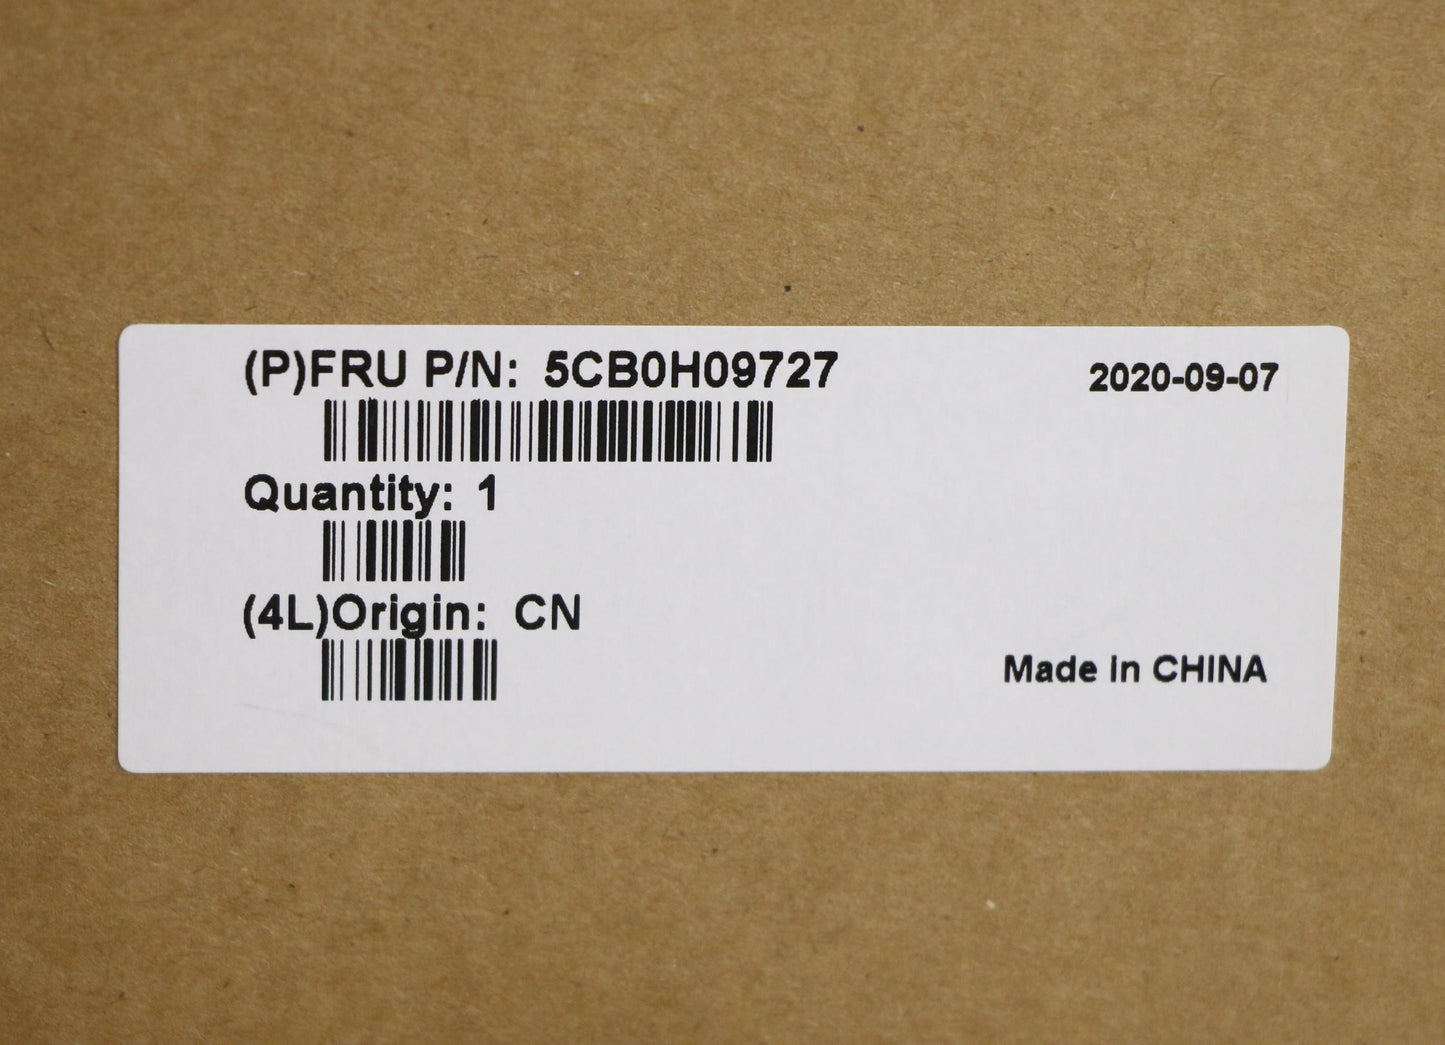 (P)FRU P/N: 5CB0H09727
2020-09-07
Quantity: 1
(4L)Origin: CN
Made in CHINA